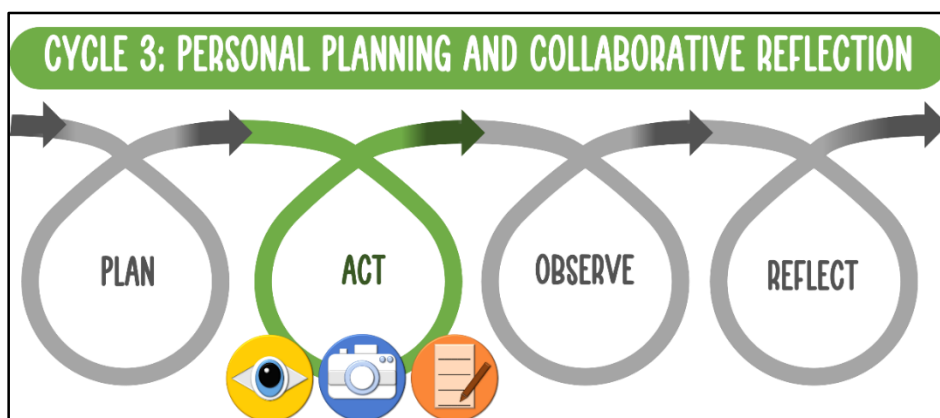 CYCLE 3: PERSONAL PLANNING AND COLLABORATIVE REFLECTION
PLAN
ACT
OBSERVE
REFLECT